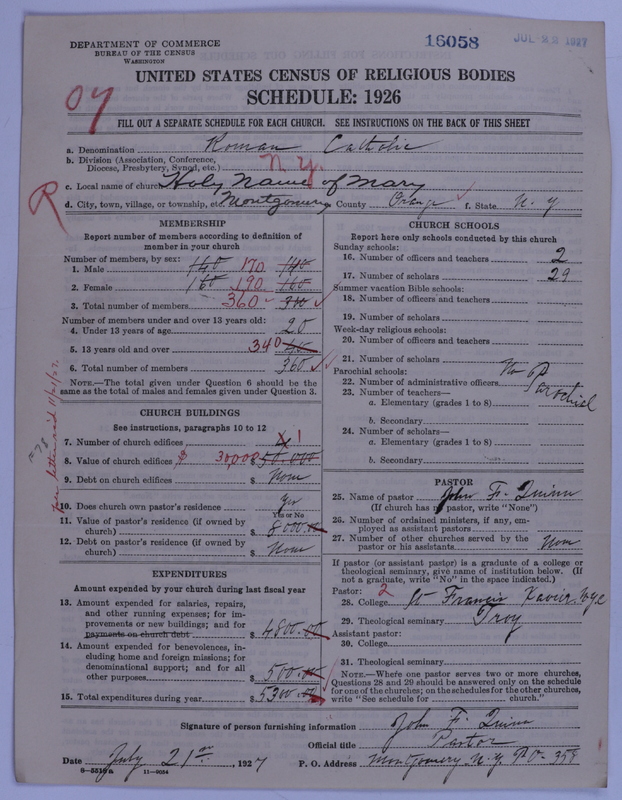 DEPARTMENT OF COMMERCE
BUREAU OF THE CENSUS
WASHINGTON
16058
JUL 22 1927
UNITED STATES CENSUS OF RELIGIOUS BODIES
SCHEDULE: 1926
FILL OUT A SEPARATE SCHEDULE FOR EACH CHURCH. SEE INSTRUCTIONS ON THE BACK OF THIS SHEET
a. Denomination Roman Catholic
b. Division (Association, Conference,
Diocese, Presbytery, Synod, etc.) N.Y.
c. Local name of church Holy Name of Mary
d. City, town, village, or township, etc. Montgomery County Orange f. State N.Y
R
MEMBERSHIP
Report number of members according to definition of
member in your church
Number of members, by sex:
1. Male 140 170 140
2. Female 160 190 160
3. Total number of members 360 300
Number of members under and over 13 years old:
4. Under 13 years of age 20
5. 13 years old and over 340
6. Total number of members 360
NOTE.—The total given under Question 6 should be the
same as the total of males and females given under Question 3.
CHURCH BUILDINGS
See instructions, paragraphs 10 to 12
7. Number of church edifices 1
8. Value of church edifices $ 30,000 $ 50.000
9. Debt on church edifices $ None
10. Does church own pastor's residence? Yes
Yes or No
11. Value of pastor's residence (if owned by
church) $ 8000.00
12. Debt on pastor's residence (if owned by
church) $ None
EXPENDITURES
Amount expended by your church during last fiscal year
13. Amount expended for salaries, repairs,
and other running expenses; for im-
provements or new buildings; and for
payments on church debt $ 4800.00
14. Amount expended for benevolences, in-
cluding home and foreign missions; for
denominational support; and for all
other purposes $ 500.00
15. Total expenditures during year $ 5300.00
CHURCH SCHOOLS
Report here only schools conducted by this church
Sunday schools:
16. Number of officers and teachers 2
17. Number of scholars 29
Summer vacation Bible schools:
18. Number of officers and teachers
19. Number of scholars
Week-day religious schools:
20. Number of officers and teachers
21. Number of scholars
Parochial schools: No Parochial
22. Number of administrative officers
23. Number of teachers—
a. Elementary (grades 1 to 8)
b. Secondary
24. Number of scholars—
a. Elementary (grades 1 to 8)
b. Secondary
PASTOR
25. Name of pastor John F. Quinn
(If church has no pastor, write "None")
26. Number of ordained ministers, if any, em-
ployed as assistant pastors
27. Number of other churches served by the
pastor or his assistants None
If pastor (or assistant pastor) is a graduate of a college or
theological seminary, give name of institution below. (If
not a graduate, write "No" in the space indicated.)
Pastor: 2
28. College St Francis Xavier. N.Y.C
29. Theological seminary Troy
Assistant pastor:
30. College
31. Theological seminary
NOTE.—Where one pastor serves two or more churches,
Questions 28 and 29 should be answered only on the schedule
for one of the churches; on the schedules for the other churches,
write "See schedule for church."
Signature of person furnishing information John F. Quinn
Official title Pastor
Date July 21, 1927 P. O. Address Montgomery N.Y. P.O- 358
11—9034